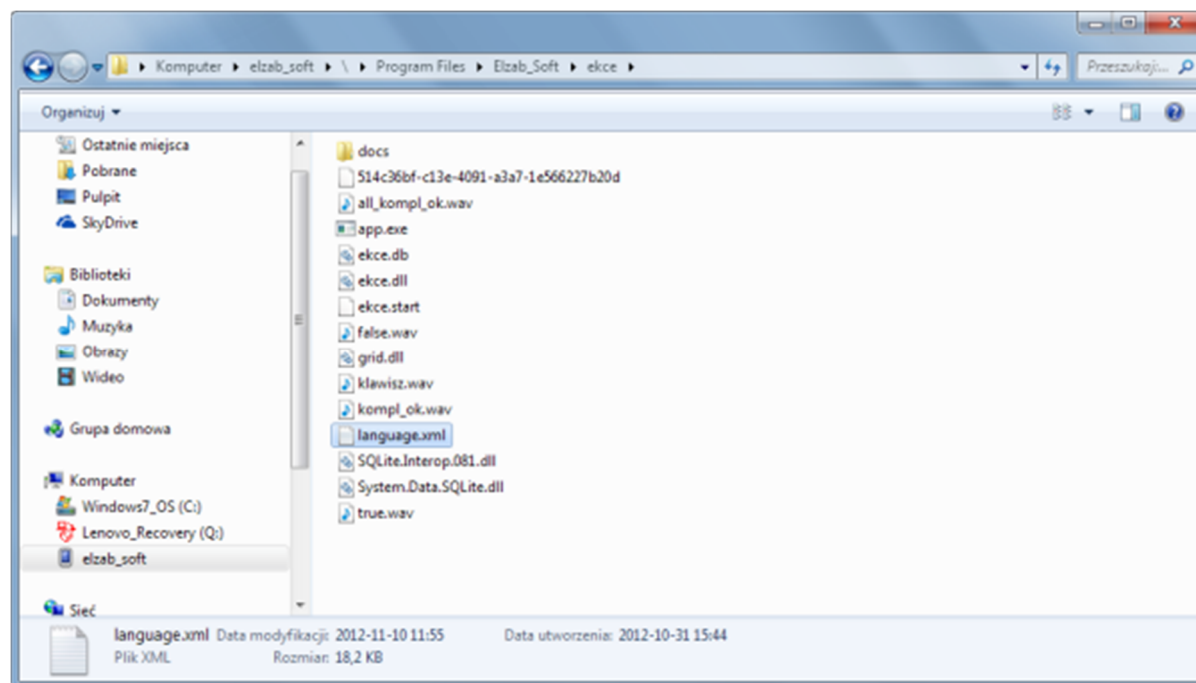 Komputer elzab_soft \ Program Files Elzab_Soft ekce
Przeszukaj:...
Organizuj
Ostatnie miejsca
Pobrane
Pulpit
SkyDrive
Biblioteki
Dokumenty
Muzyka
Obrazy
Wideo
Grupa domowa
Komputer
Windows7_OS (C:)
Lenovo_Recovery (Q:)
elzab_soft
Sieć
docs
514c36bf-c13e-4091-a3a7-1e566227b20d
all_kompl_ok.wav
app.exe
ekce.db
ekce.dll
ekce.start
false.wav
grid.dll
klawisz.wav
kompl_ok.wav
language.xml
SQLite.Interop.081.dll
System.Data.SQLite.dll
true.wav
language.xml Data modyfikacji: 2012-11-10 11:55 Data utworzenia: 2012-10-31 15:44
Plik XML Rozmiar: 18,2 KB